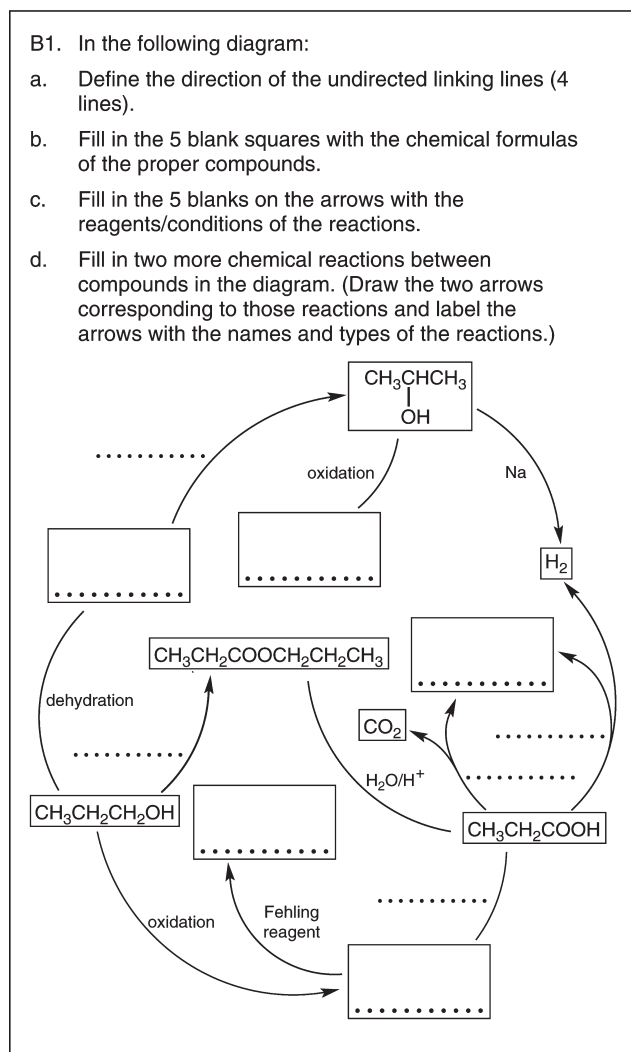 B1. In the following diagram:
a. Define the direction of the undirected linking lines (4
lines).
b. Fill in the 5 blank squares with the chemical formulas
of the proper compounds.
c. Fill in the 5 blanks on the arrows with the
reagents/conditions of the reactions.
d. Fill in two more chemical reactions between
compounds in the diagram. (Draw the two arrows
corresponding to those reactions and label the
arrows with the names and types of the reactions.)
CH₃CHCH₃
OH
oxidation
Na
H₂
CH₃CH₂COOCH₂CH₂CH₃
dehydration
CO₂
H₂O/H⁺
CH₃CH₂CH₂OH
CH₃CH₂COOH
oxidation
Fehling
reagent